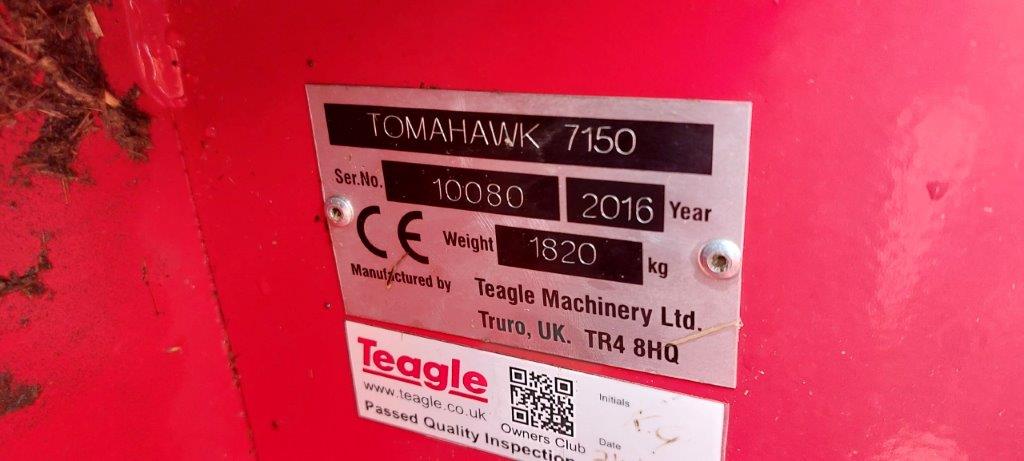 TOMAHAWK 7150
Ser.No. 10080 2016 Year
CE Weight 1820 kg
Manufactured by Teagle Machinery Ltd.
Truro, UK. TR4 8HQ
Teagle
www.teagle.co.uk
Passed Quality Inspection
Owners Club
Initials K.G
Date